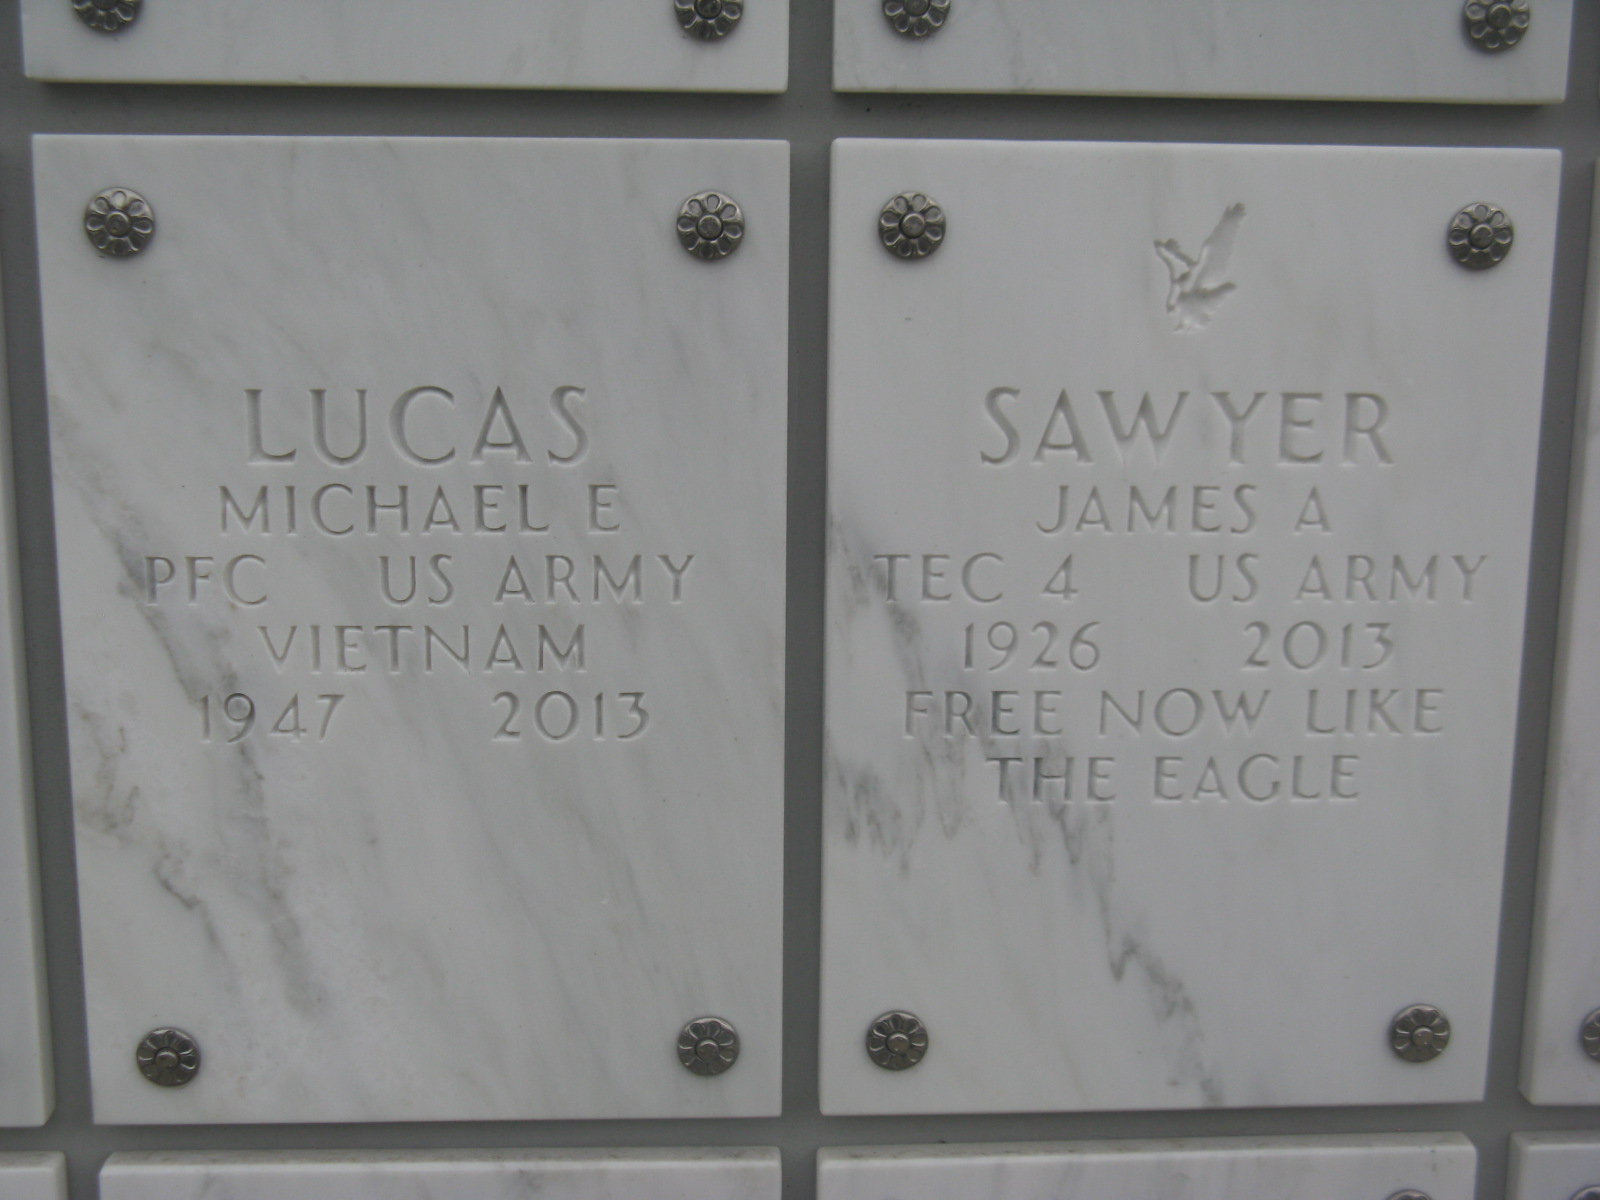 LUCAS
MICHAEL E
PFC US ARMY
VIETNAM
1947 2013
SAWYER
JAMES A
TEC 4 US ARMY
1926 2013
FREE NOW LIKE
THE EAGLE